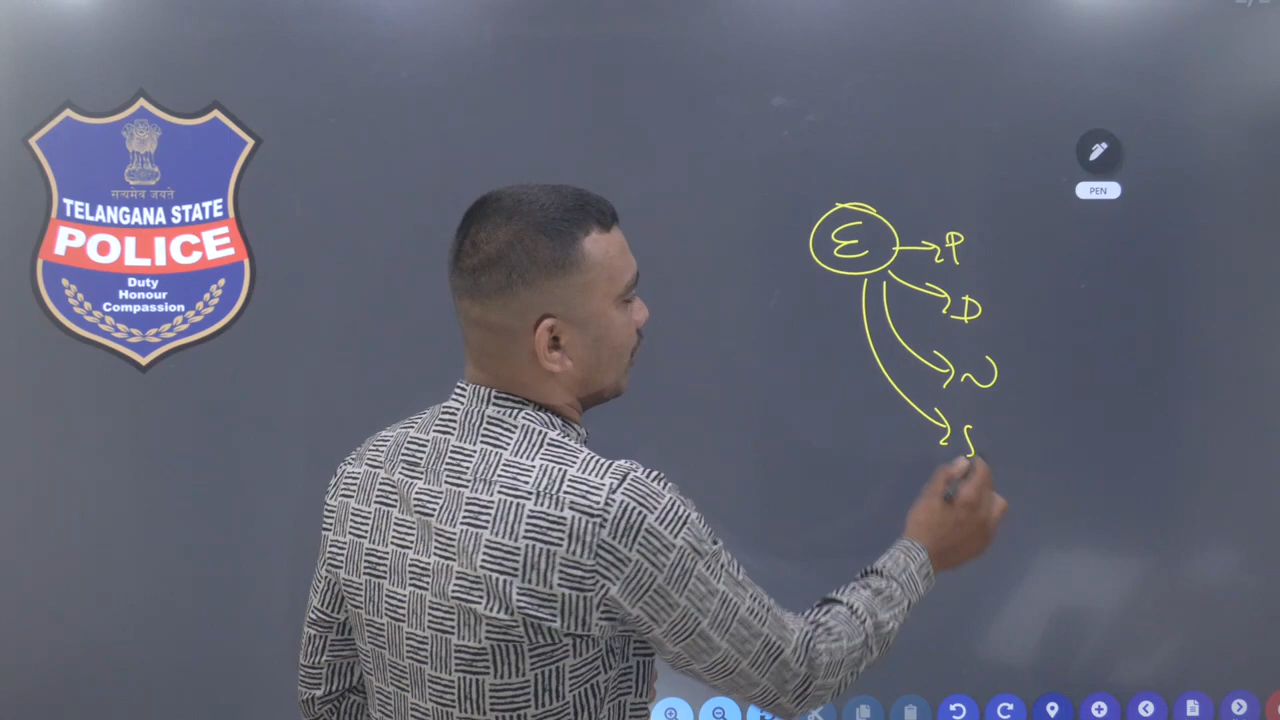 सत्यमेव जयते
TELANGANA STATE
POLICE
Duty
Honour
Compassion
PEN
Ɛ
P
D
N
S